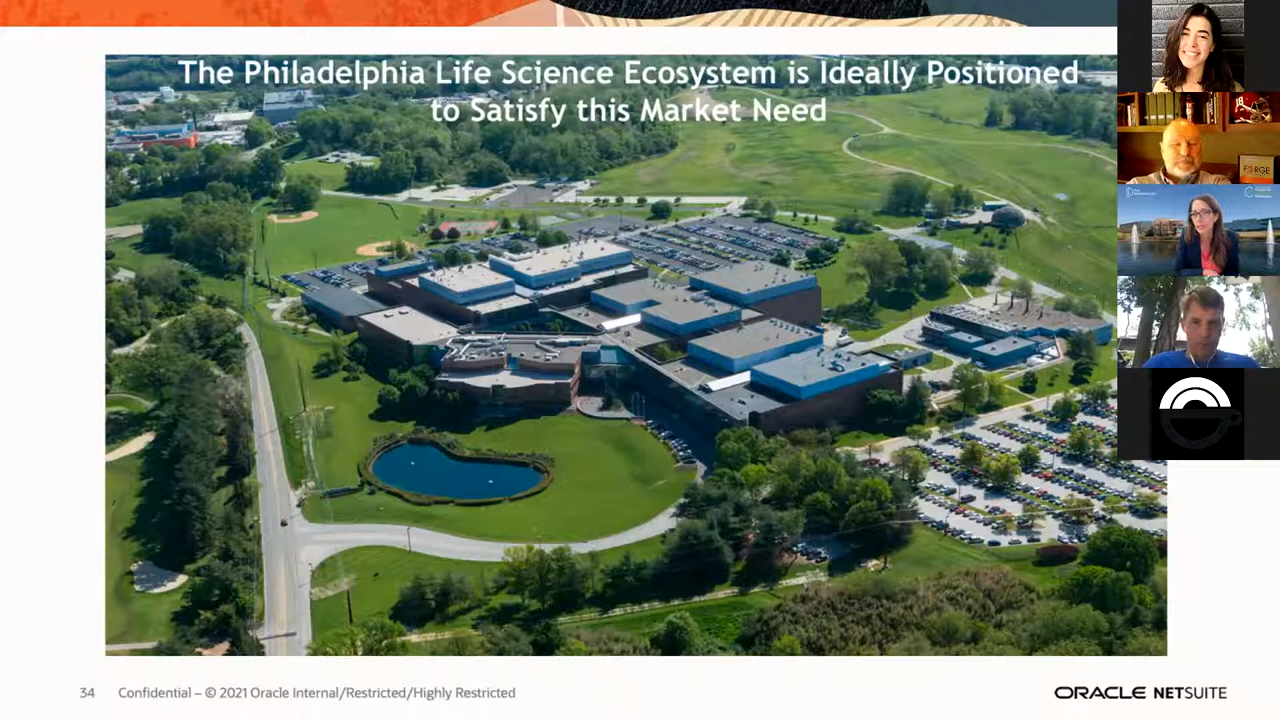 The Philadelphia Life Science Ecosystem is Ideally Positioned
to Satisfy this Market Need
FORGE
34 Confidential – © 2021 Oracle Internal/Restricted/Highly Restricted
ORACLE NETSUITE